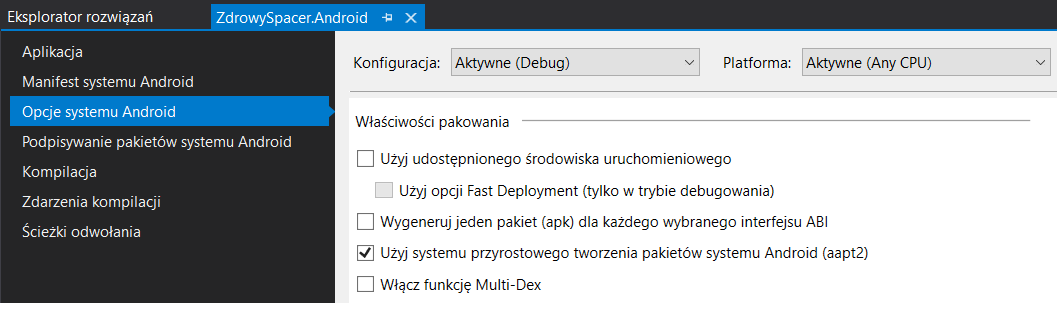 Eksplorator rozwiązań
ZdrowySpacer.Android
Aplikacja
Manifest systemu Android
Opcje systemu Android
Podpisywanie pakietów systemu Android
Kompilacja
Zdarzenia kompilacji
Ścieżki odwołania
Konfiguracja: Aktywne (Debug) Platforma: Aktywne (Any CPU)
Właściwości pakowania
Użyj udostępnionego środowiska uruchomieniowego
Użyj opcji Fast Deployment (tylko w trybie debugowania)
Wygeneruj jeden pakiet (apk) dla każdego wybranego interfejsu ABI
Użyj systemu przyrostowego tworzenia pakietów systemu Android (aapt2)
Włącz funkcję Multi-Dex